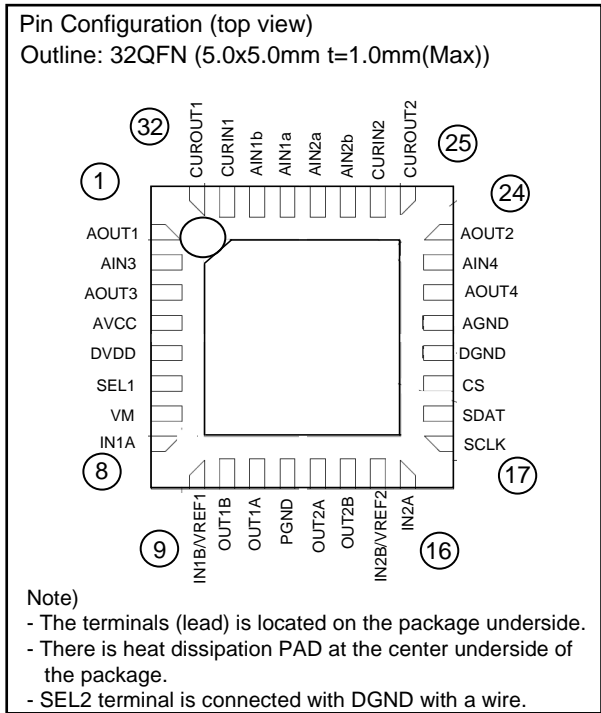 Pin Configuration (top view)
Outline: 32QFN (5.0x5.0mm t=1.0mm(Max))
32
CUROUT1
CURIN1
AIN1b
AIN1a
AIN2a
AIN2b
CURIN2
CUROUT2
25
1
24
AOUT1
AOUT2
AIN3
AIN4
AOUT3
AOUT4
AVCC
AGND
DVDD
DGND
SEL1
CS
VM
SDAT
IN1A
SCLK
8
17
9
IN1B/VREF1
OUT1B
OUT1A
PGND
OUT2A
OUT2B
IN2B/VREF2
IN2A
16
Note)
- The terminals (lead) is located on the package underside.
- There is heat dissipation PAD at the center underside of
the package.
- SEL2 terminal is connected with DGND with a wire.